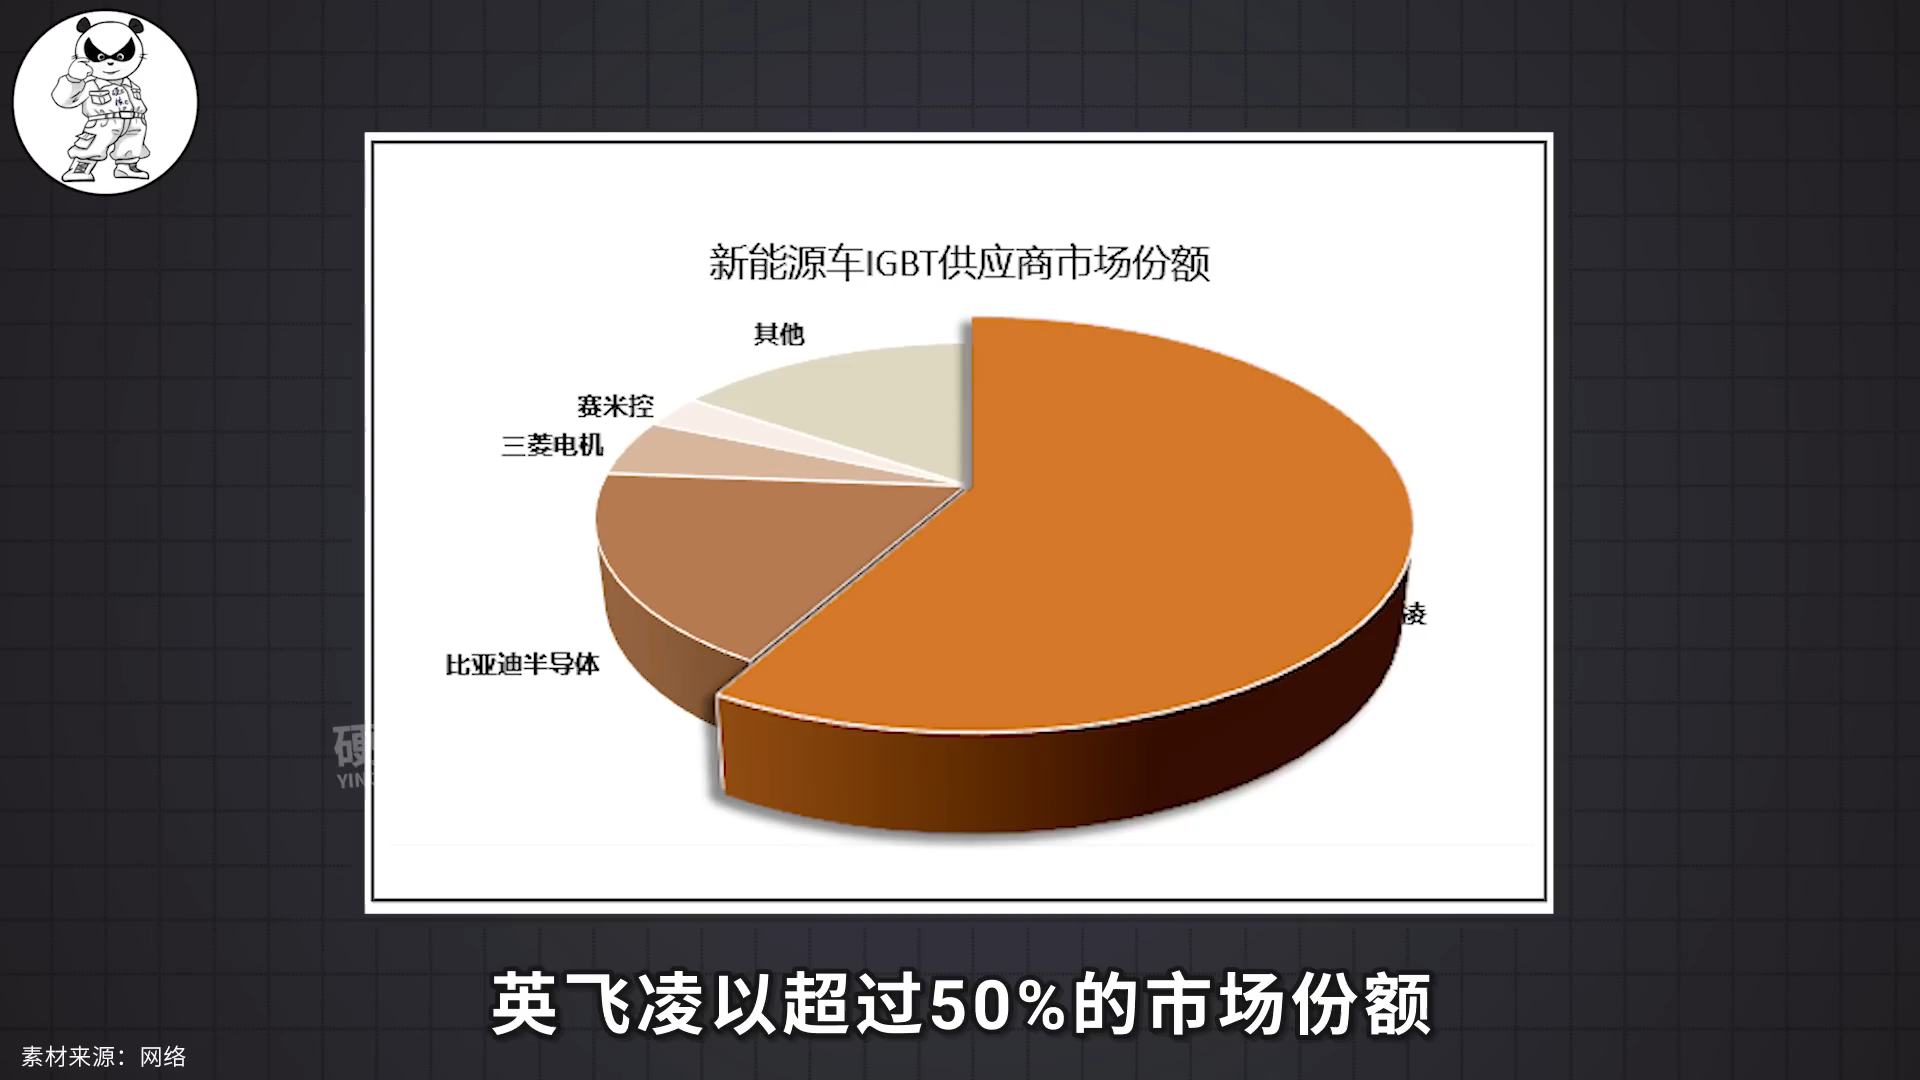 新能源车IGBT供应商市场份额
其他
赛米控
三菱电机
凌
比亚迪半导体
硬
YIN
英飞凌以超过50%的市场份额
素材来源：网络